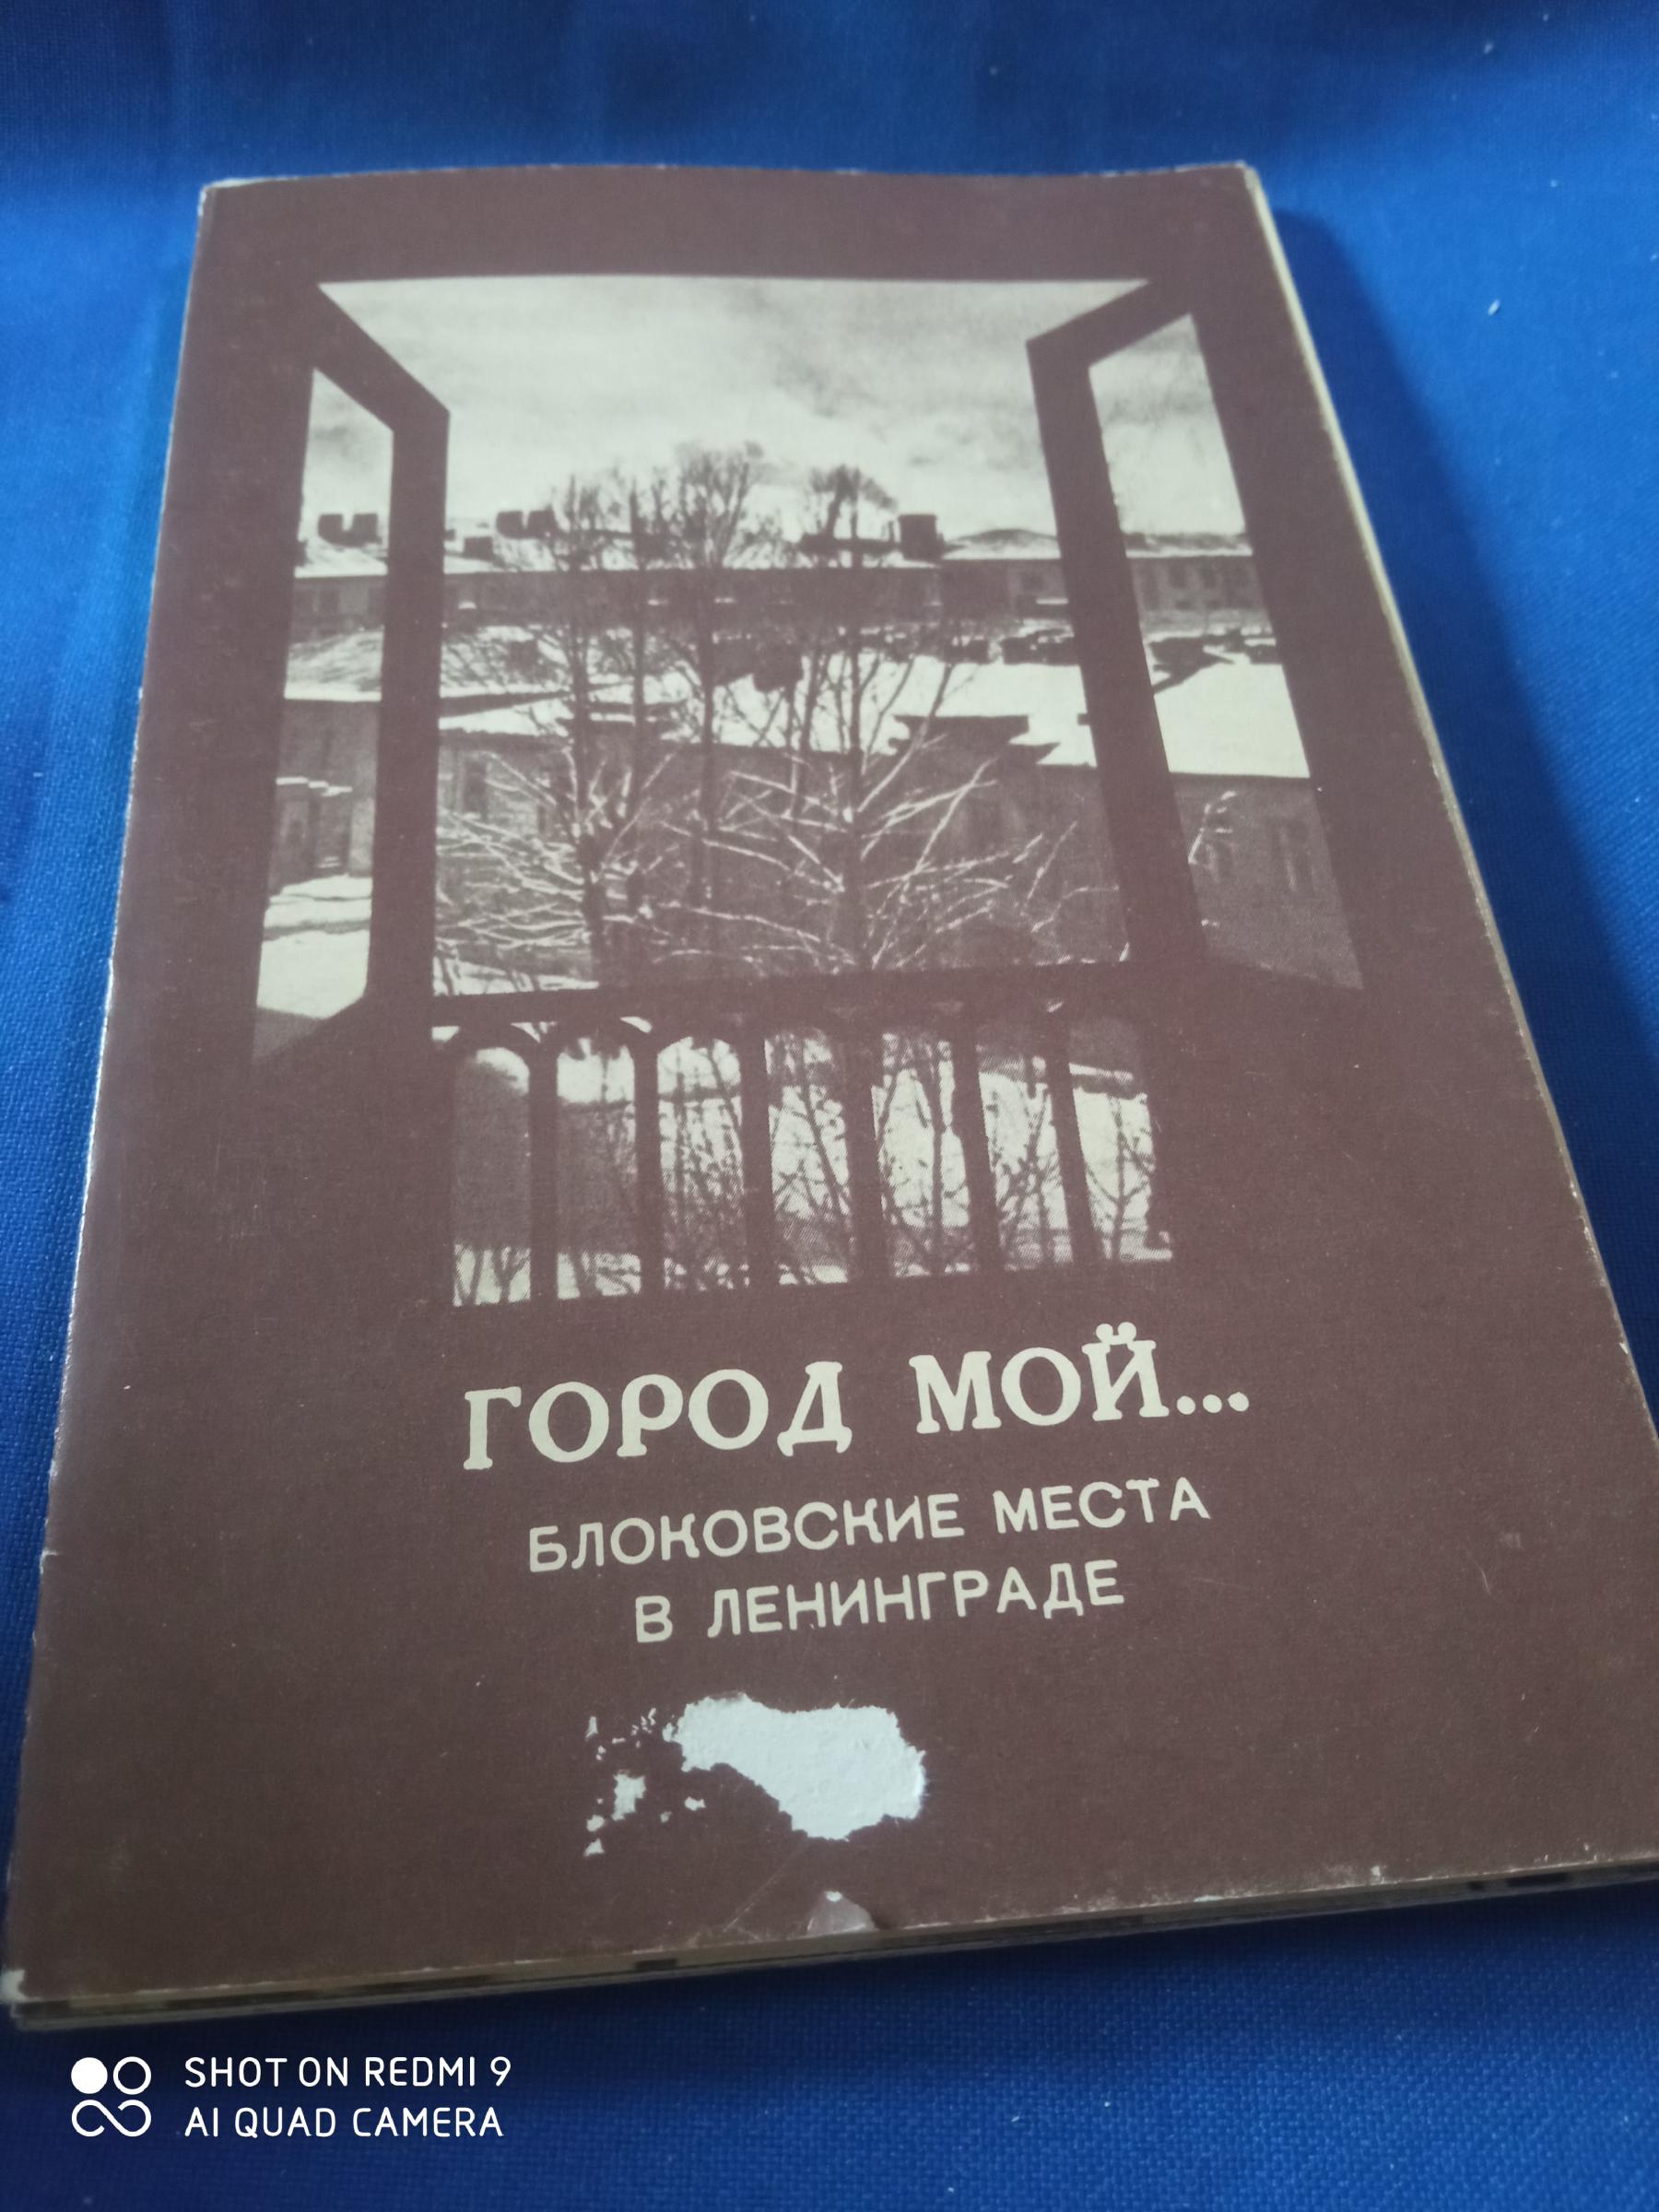 ГОРОД МОЙ...
БЛОКОВСКИЕ МЕСТА
В ЛЕНИНГРАДЕ
SHOT ON REDMI 9
AI QUAD CAMERA